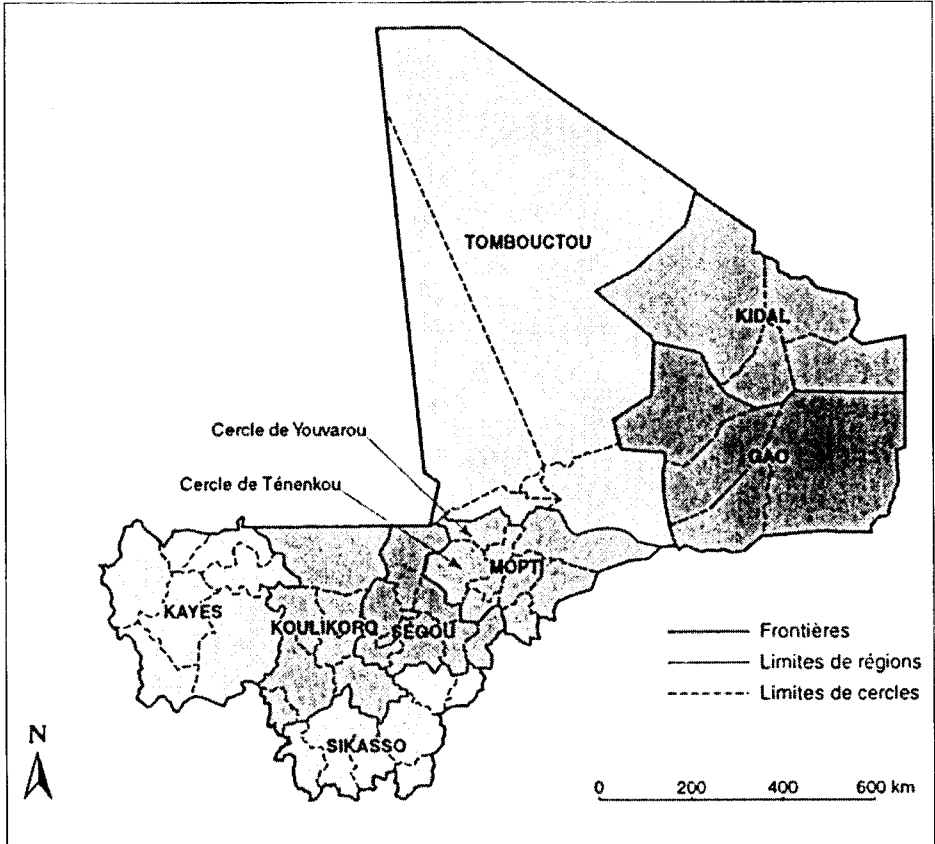 TOMBOUCTOU
KIDAL
Cercle de Youvarou
GAO
Cercle de Ténenkou
MOPTI
KAYES
KOULIKORO
SÉGOU
Frontières
Limites de régions
Limites de cercles
N
SIKASSO
0 200 400 600 km